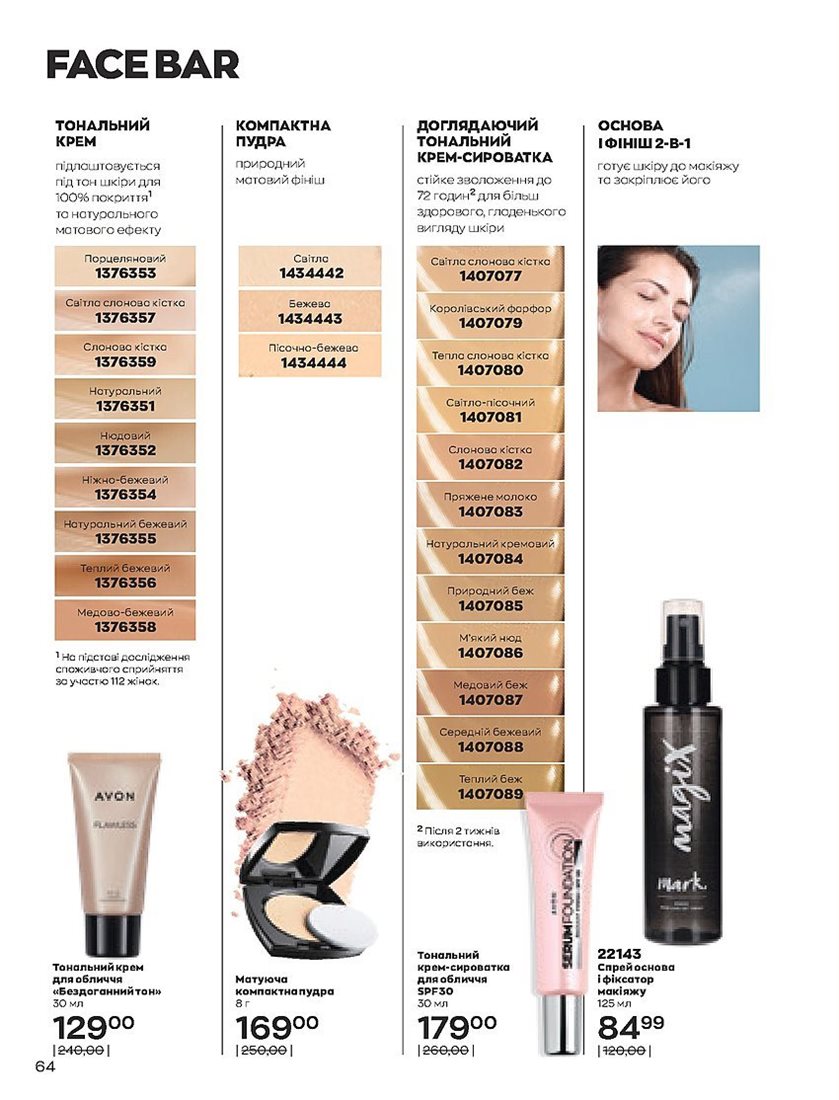 FACE BAR
ТОНАЛЬНИЙ
КРЕМ
підлаштовується
під тон шкіри для
100% покриття¹
та натурального
матового ефекту
Порцеляновий
1376353
Світла слонова кістка
1376357
Слонова кістка
1376359
Натуральний
1376351
Нюдовий
1376352
Ніжно-бежевий
1376354
Натуральний бежевий
1376355
Теплий бежевий
1376356
Медово-бежевий
1376358
¹ На підставі дослідження
споживчого сприйняття
за участю 112 жінок.
AVON
FLAWLESS
Тональний крем
для обличчя
«Бездоганний тон»
30 мл
129⁰⁰
|240,00|
КОМПАКТНА
ПУДРА
природний
матовий фініш
Світла
1434442
Бежева
1434443
Пісочно-бежева
1434444
Матуюча
компактна пудра
8 г
169⁰⁰
|250,00|
ДОГЛЯДАЮЧИЙ
ТОНАЛЬНИЙ
КРЕМ-СИРОВАТКА
стійке зволоження до
72 годин² для більш
здорового, гладенького
вигляду шкіри
Світла слонова кістка
1407077
Королівський фарфор
1407079
Тепла слонова кістка
1407080
Світло-пісочний
1407081
Слонова кістка
1407082
Пряжене молоко
1407083
Натуральний кремовий
1407084
Природний беж
1407085
М'який нюд
1407086
Медовий беж
1407087
Середній бежевий
1407088
Теплий беж
1407089
² Після 2 тижнів
використання.
AVON
SERUM FOUNDATION
Тональний
крем-сироватка
для обличчя
SPF30
30 мл
179⁰⁰
|260,00|
ОСНОВА
І ФІНІШ 2-В-1
готує шкіру до макіяжу
та закріплює його
magix
mark.
22143
Спрей основа
і фіксатор
макіяжу
125 мл
84⁹⁹
|120,00|
64